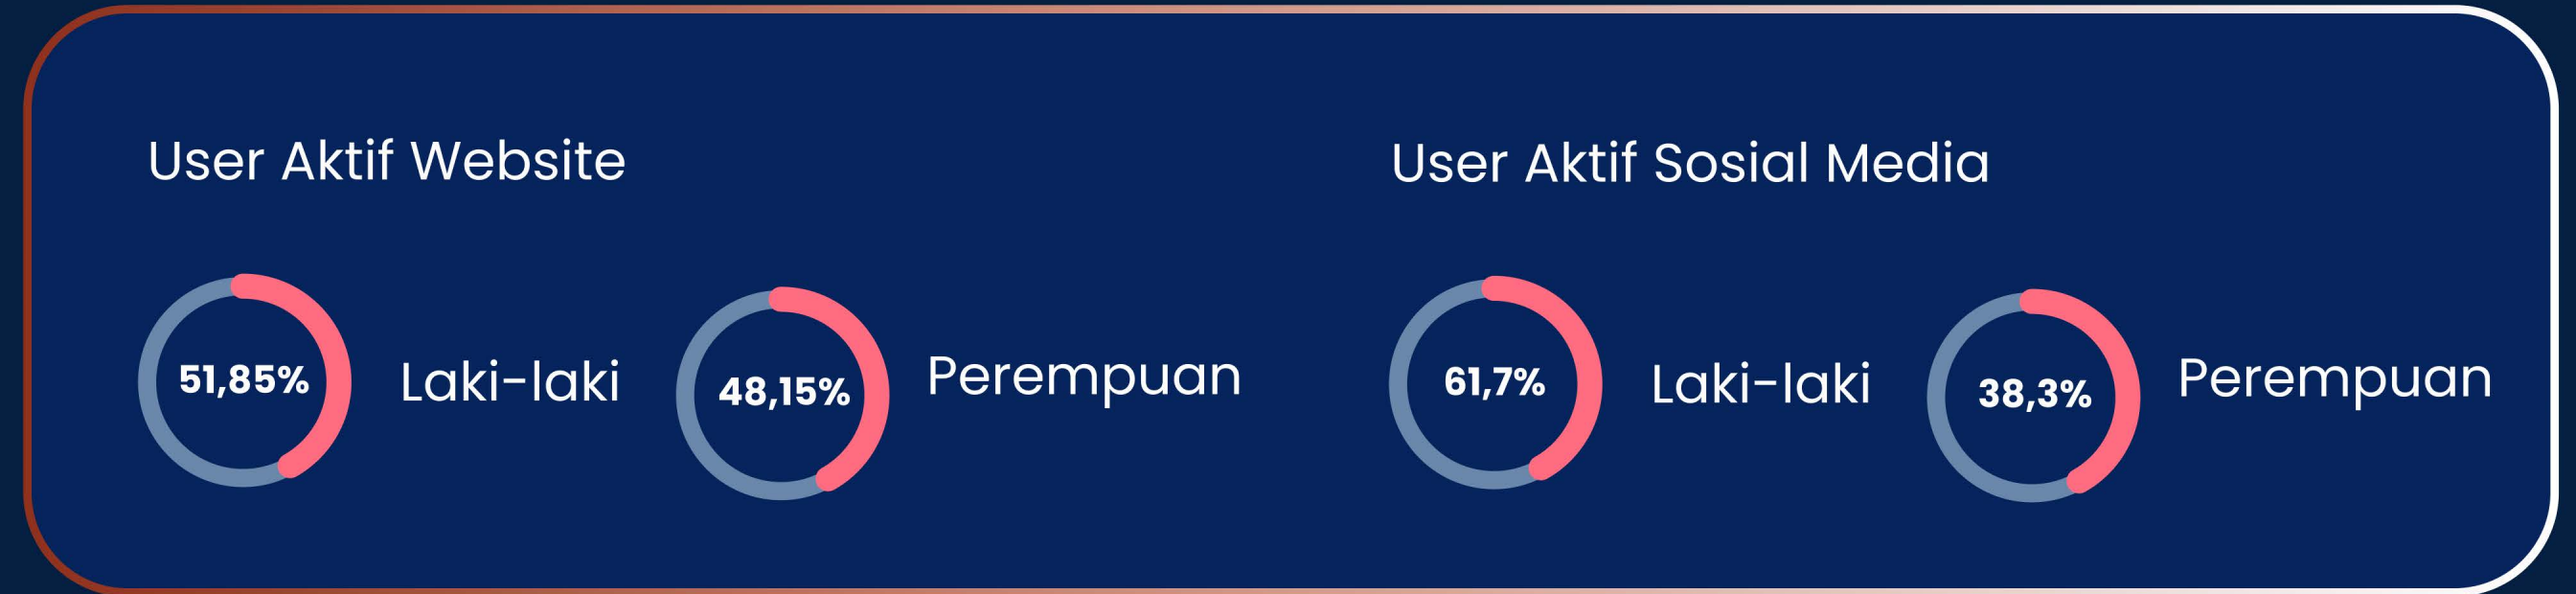 User Aktif Website
51,85%
Laki-laki
48,15%
Perempuan
User Aktif Sosial Media
61,7%
Laki-laki
38,3%
Perempuan